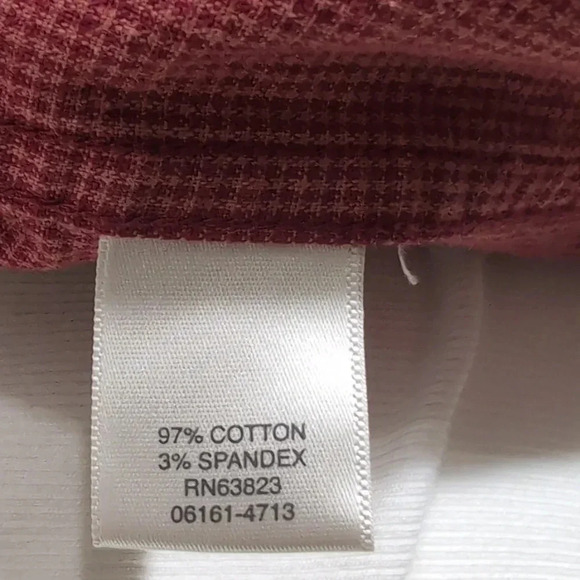 97% COTTON
3% SPANDEX
RN63823
06161-4713